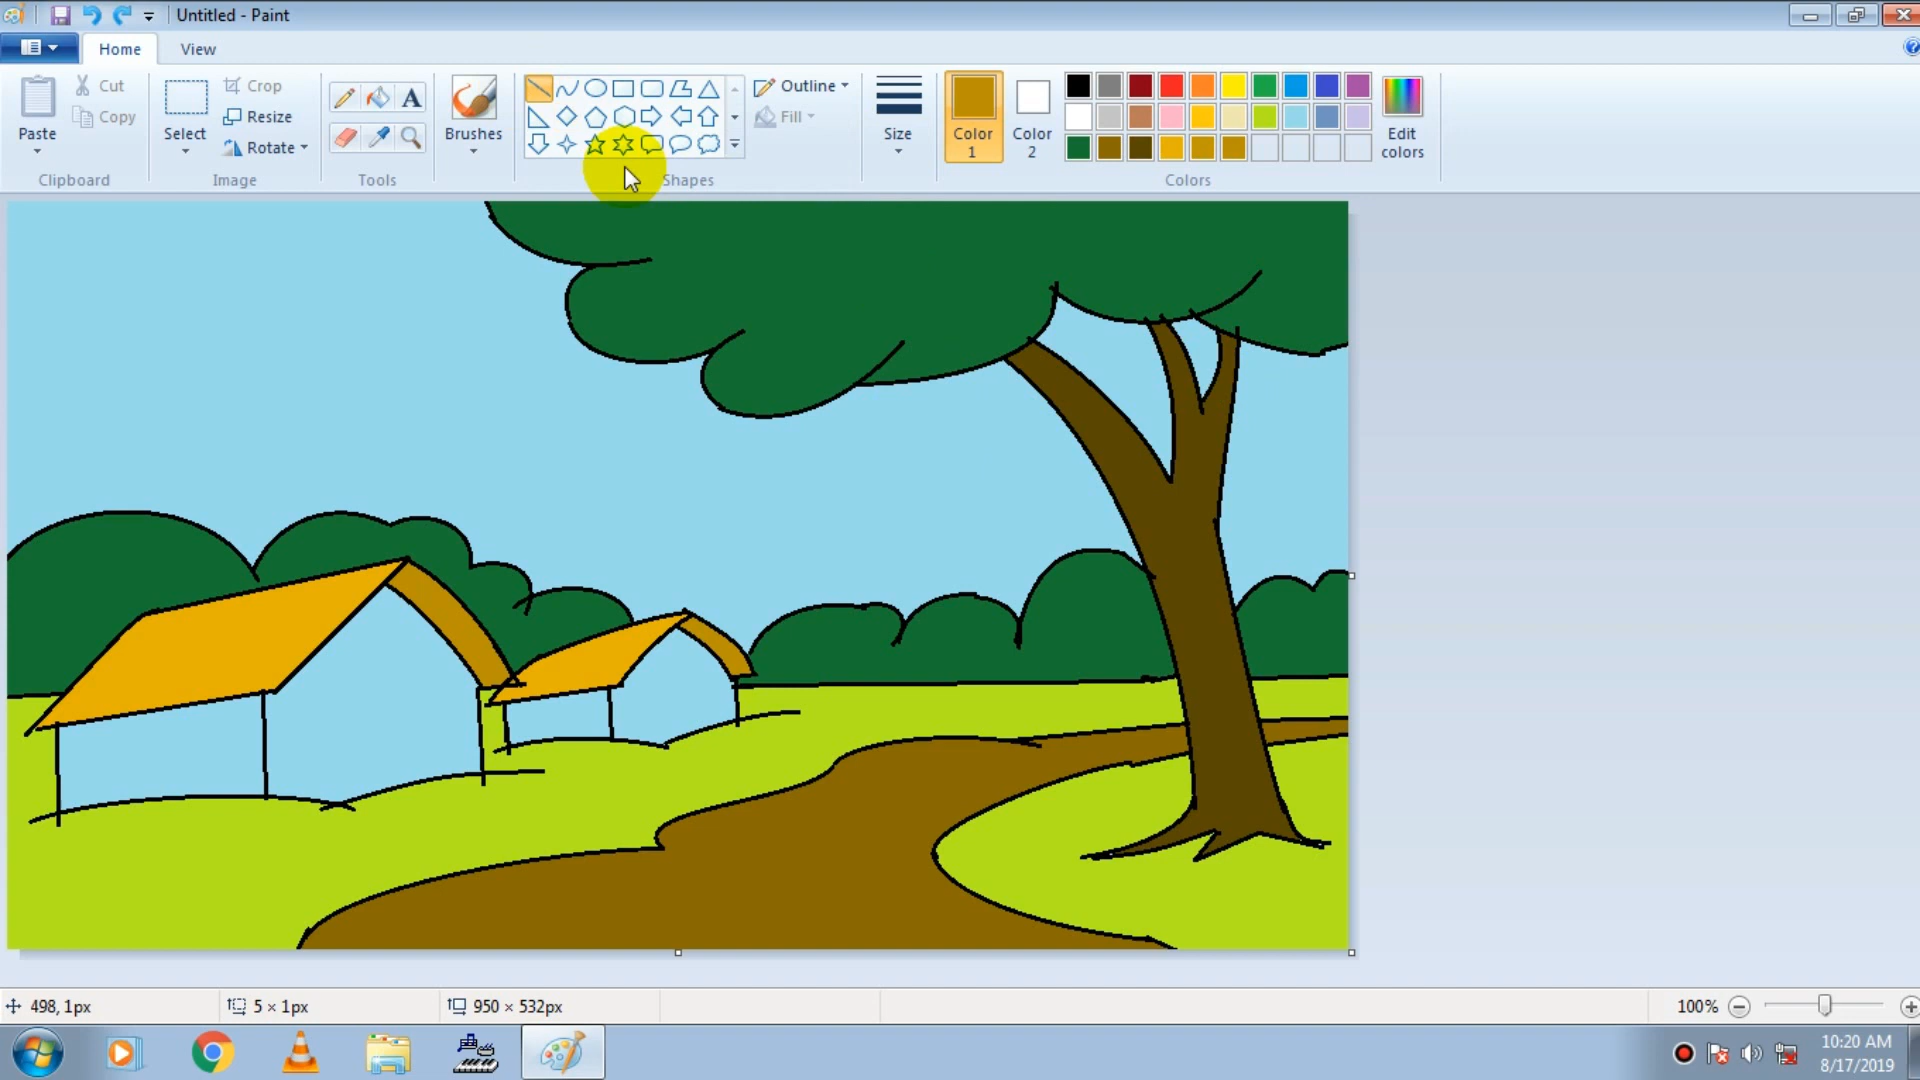 Untitled - Paint
Home
View
Paste
Cut
Copy
Clipboard
Select
Crop
Resize
Rotate
Image
A
Tools
Brushes
Shapes
Outline
Fill
Size
Color
1
Color
2
Edit
colors
Colors
498, 1px
5 × 1px
950 × 532px
100%
10:20 AM
8/17/2019